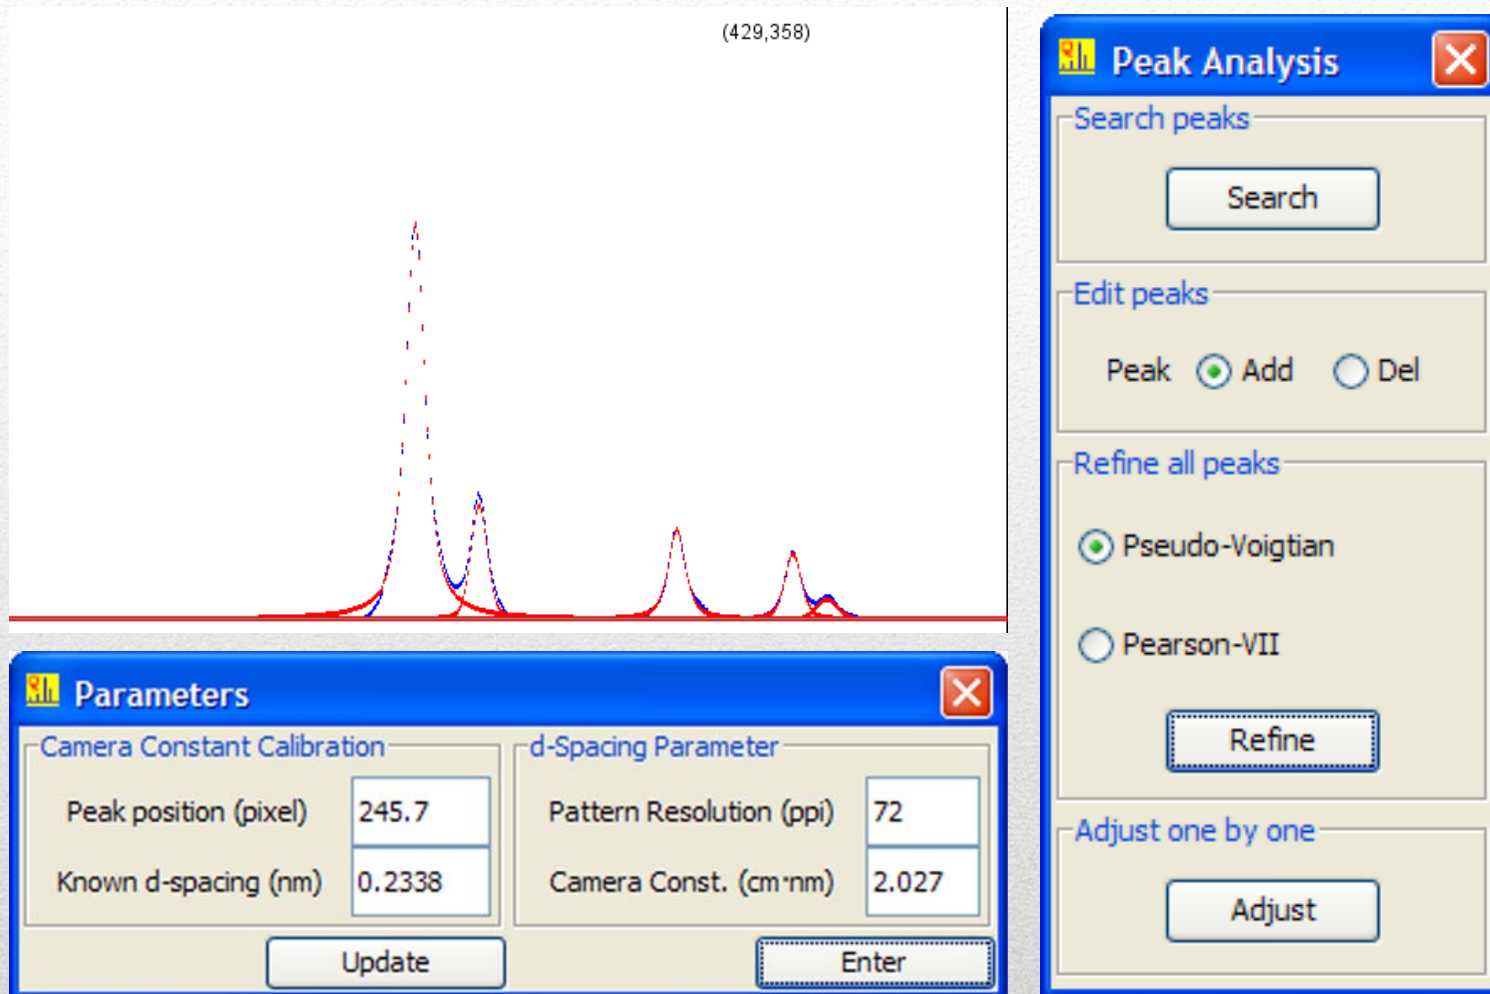 (429,358)
Peak Analysis
Search peaks
Search
Edit peaks
Peak Add Del
Refine all peaks
Pseudo-Voigtian
Pearson-VII
Refine
Adjust one by one
Adjust
Parameters
Camera Constant Calibration
Peak position (pixel) 245.7
Known d-spacing (nm) 0.2338
Update
d-Spacing Parameter
Pattern Resolution (ppi) 72
Camera Const. (cm·nm) 2.027
Enter